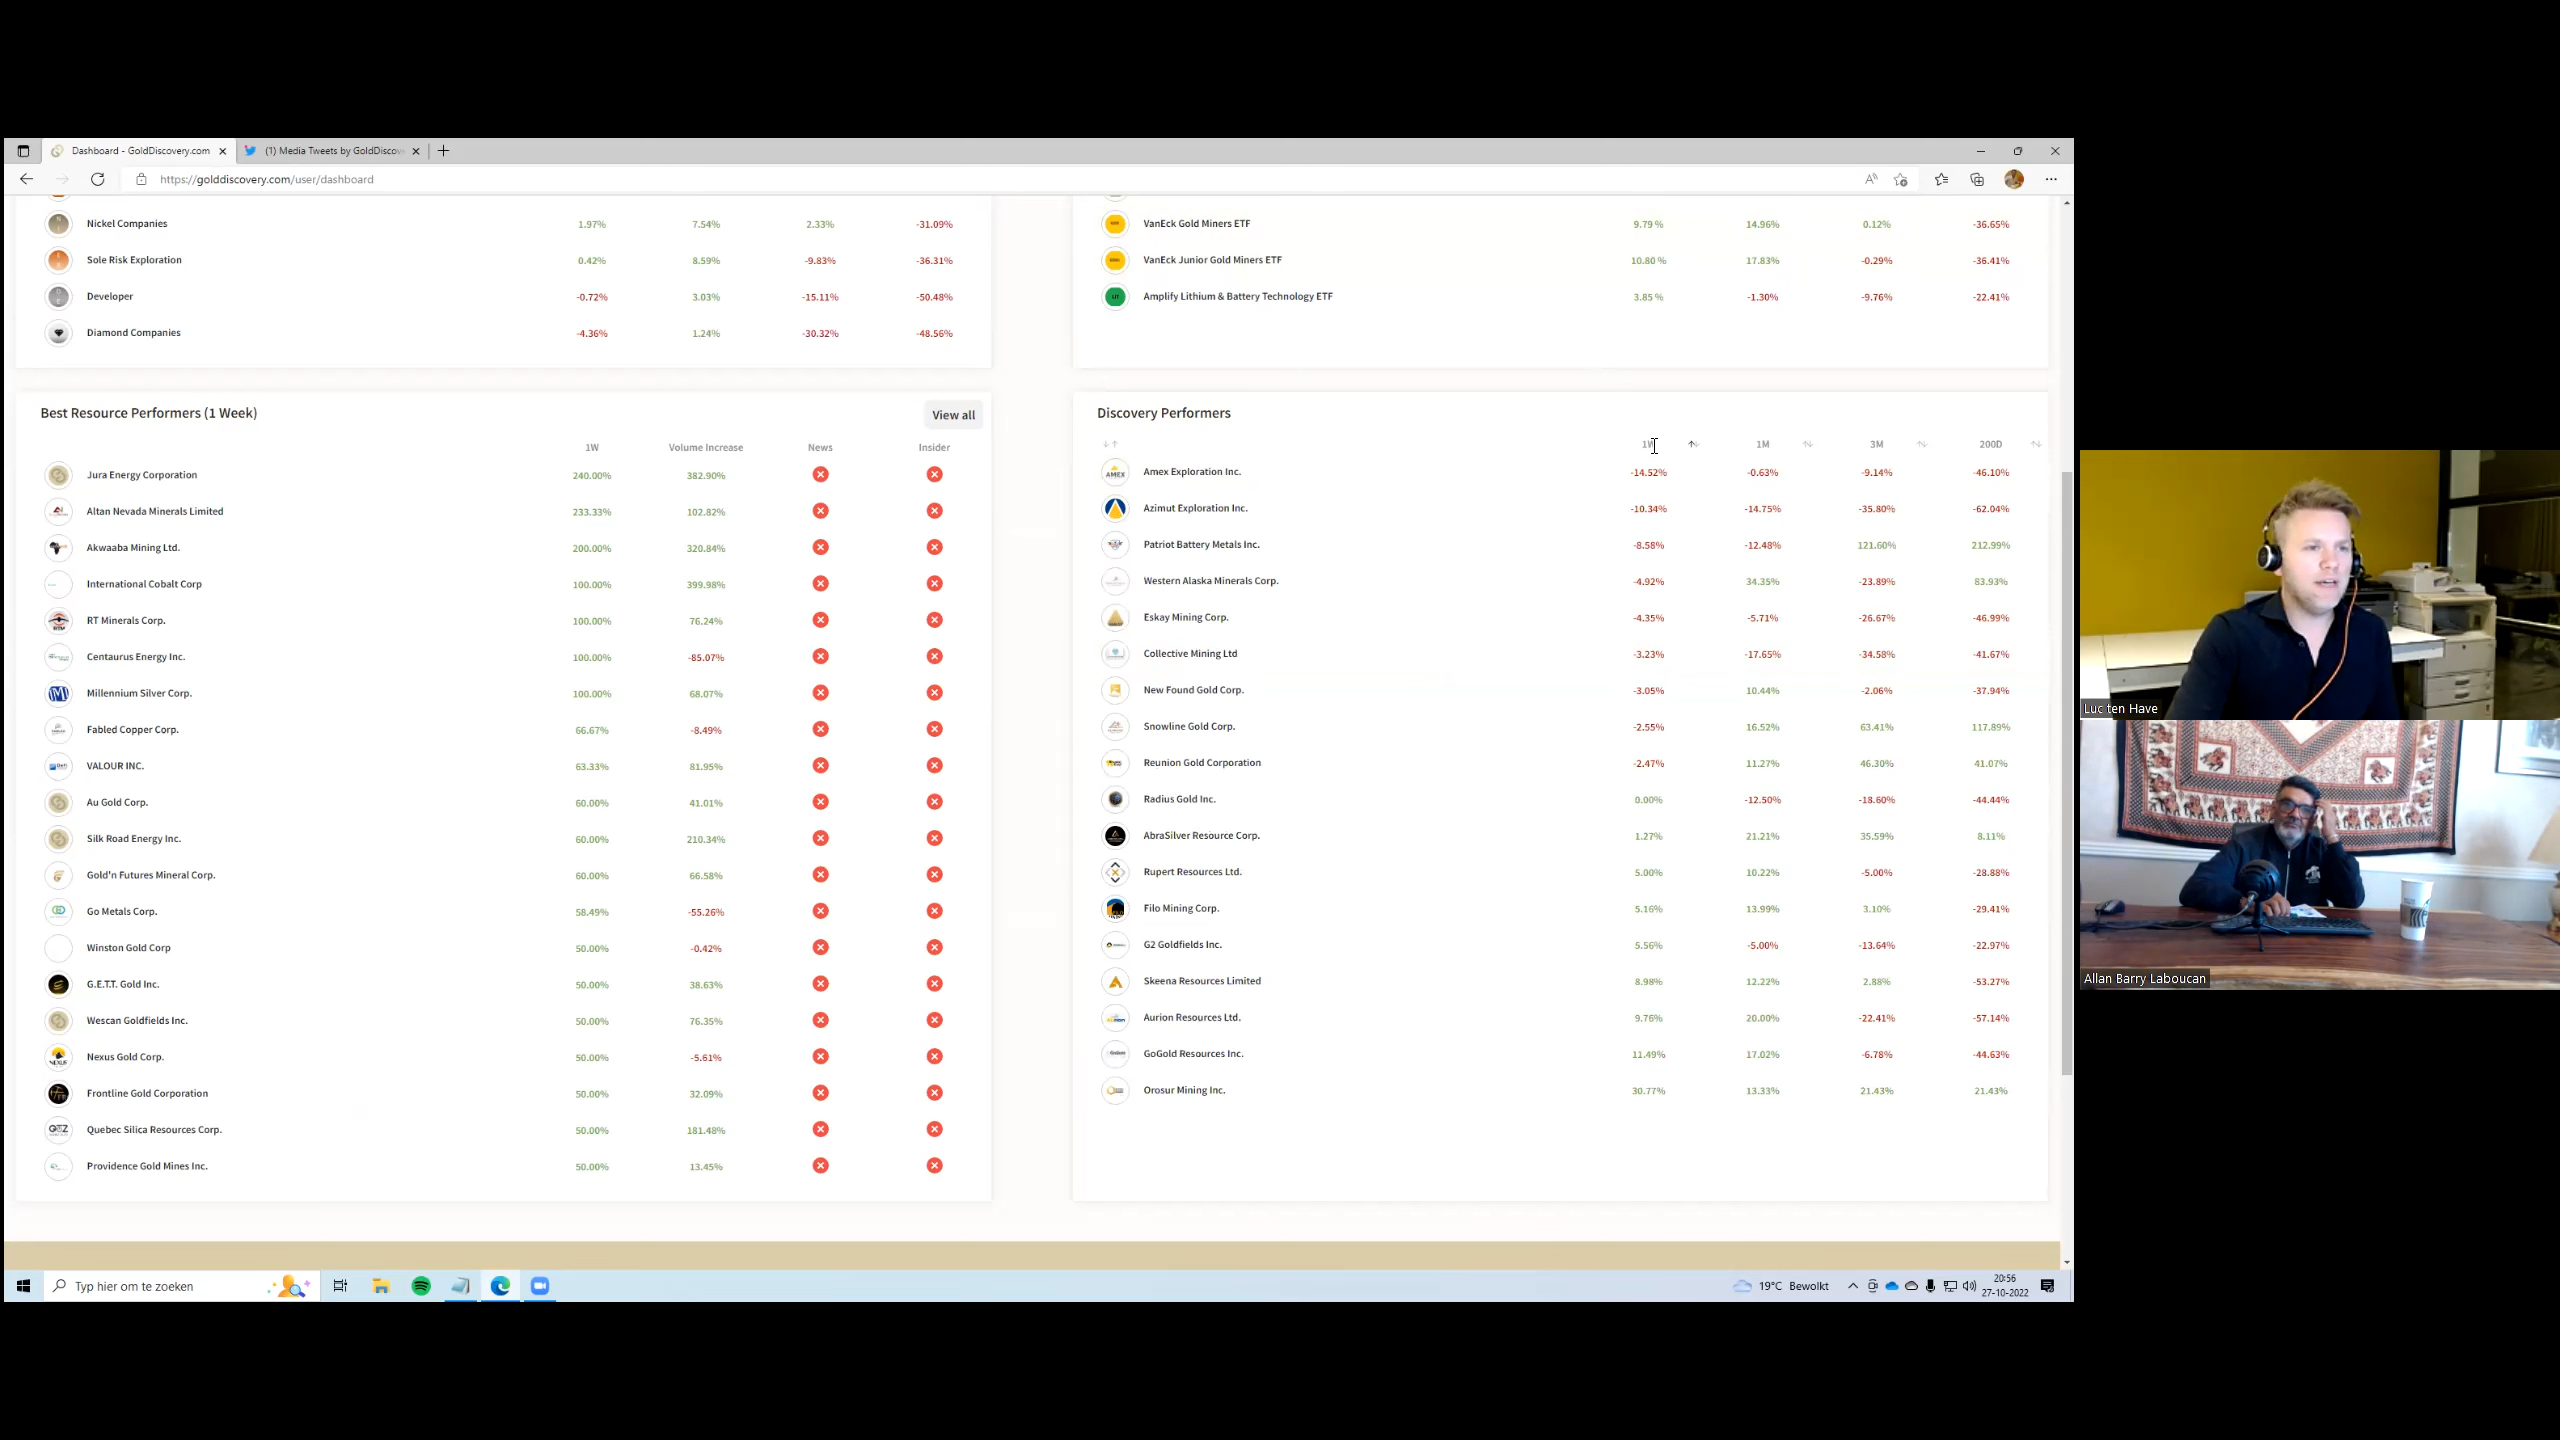 Dashboard - GoldDiscovery.com
(1) Media Tweets by GoldDiscov
https://golddiscovery.com/user/dashboard
Nickel Companies 1.97% 7.54% 2.33% -31.09%
Sole Risk Exploration 0.42% 8.59% -9.83% -36.31%
Developer -0.72% 3.03% -15.11% -50.48%
Diamond Companies -4.36% 1.24% -30.32% -48.56%
VanEck Gold Miners ETF 9.79 % 14.96% 0.12% -36.65%
VanEck Junior Gold Miners ETF 10.80 % 17.83% -0.29% -36.41%
Amplify Lithium & Battery Technology ETF 3.85 % -1.30% -9.76% -22.41%
Best Resource Performers (1 Week) View all
1W Volume Increase News Insider
Jura Energy Corporation 240.00% 382.90%
Altan Nevada Minerals Limited 233.33% 102.82%
Akwaaba Mining Ltd. 200.00% 320.84%
International Cobalt Corp 100.00% 399.98%
RT Minerals Corp. 100.00% 76.24%
Centaurus Energy Inc. 100.00% -85.07%
Millennium Silver Corp. 100.00% 68.07%
Fabled Copper Corp. 66.67% -8.49%
VALOUR INC. 63.33% 81.95%
Au Gold Corp. 60.00% 41.01%
Silk Road Energy Inc. 60.00% 210.34%
Gold'n Futures Mineral Corp. 60.00% 66.58%
Go Metals Corp. 58.49% -55.26%
Winston Gold Corp 50.00% -0.42%
G.E.T.T. Gold Inc. 50.00% 38.63%
Wescan Goldfields Inc. 50.00% 76.35%
Nexus Gold Corp. 50.00% -5.61%
Frontline Gold Corporation 50.00% 32.09%
Quebec Silica Resources Corp. 50.00% 181.48%
Providence Gold Mines Inc. 50.00% 13.45%
Discovery Performers
1W 1M 3M 200D
AMEX Amex Exploration Inc. -14.52% -0.63% -9.14% -46.10%
Azimut Exploration Inc. -10.34% -14.75% -35.80% -62.04%
Patriot Battery Metals Inc. -8.58% -12.48% 121.60% 212.99%
Western Alaska Minerals Corp. -4.92% 34.35% -23.89% 83.93%
Eskay Mining Corp. -4.35% -5.71% -26.67% -46.99%
Collective Mining Ltd -3.23% -17.65% -34.58% -41.67%
New Found Gold Corp. -3.05% 10.44% -2.06% -37.94%
Snowline Gold Corp. -2.55% 16.52% 63.41% 117.89%
Reunion Gold Corporation -2.47% 11.27% 46.30% 41.07%
Radius Gold Inc. 0.00% -12.50% -18.60% -44.44%
AbraSilver Resource Corp. 1.27% 21.21% 35.59% 8.11%
Rupert Resources Ltd. 5.00% 10.22% -5.00% -28.88%
Filo Mining Corp. 5.16% 13.99% 3.10% -29.41%
G2 Goldfields Inc. 5.56% -5.00% -13.64% -22.97%
Skeena Resources Limited 8.98% 12.22% 2.88% -53.27%
Aurion Resources Ltd. 9.76% 20.00% -22.41% -57.14%
GoGold Resources Inc. 11.49% 17.02% -6.78% -44.63%
Orosur Mining Inc. 30.77% 13.33% 21.43% 21.43%
Luc ten Have
Allan Barry Laboucan
Typ hier om te zoeken
19°C Bewolkt
20:56
27-10-2022